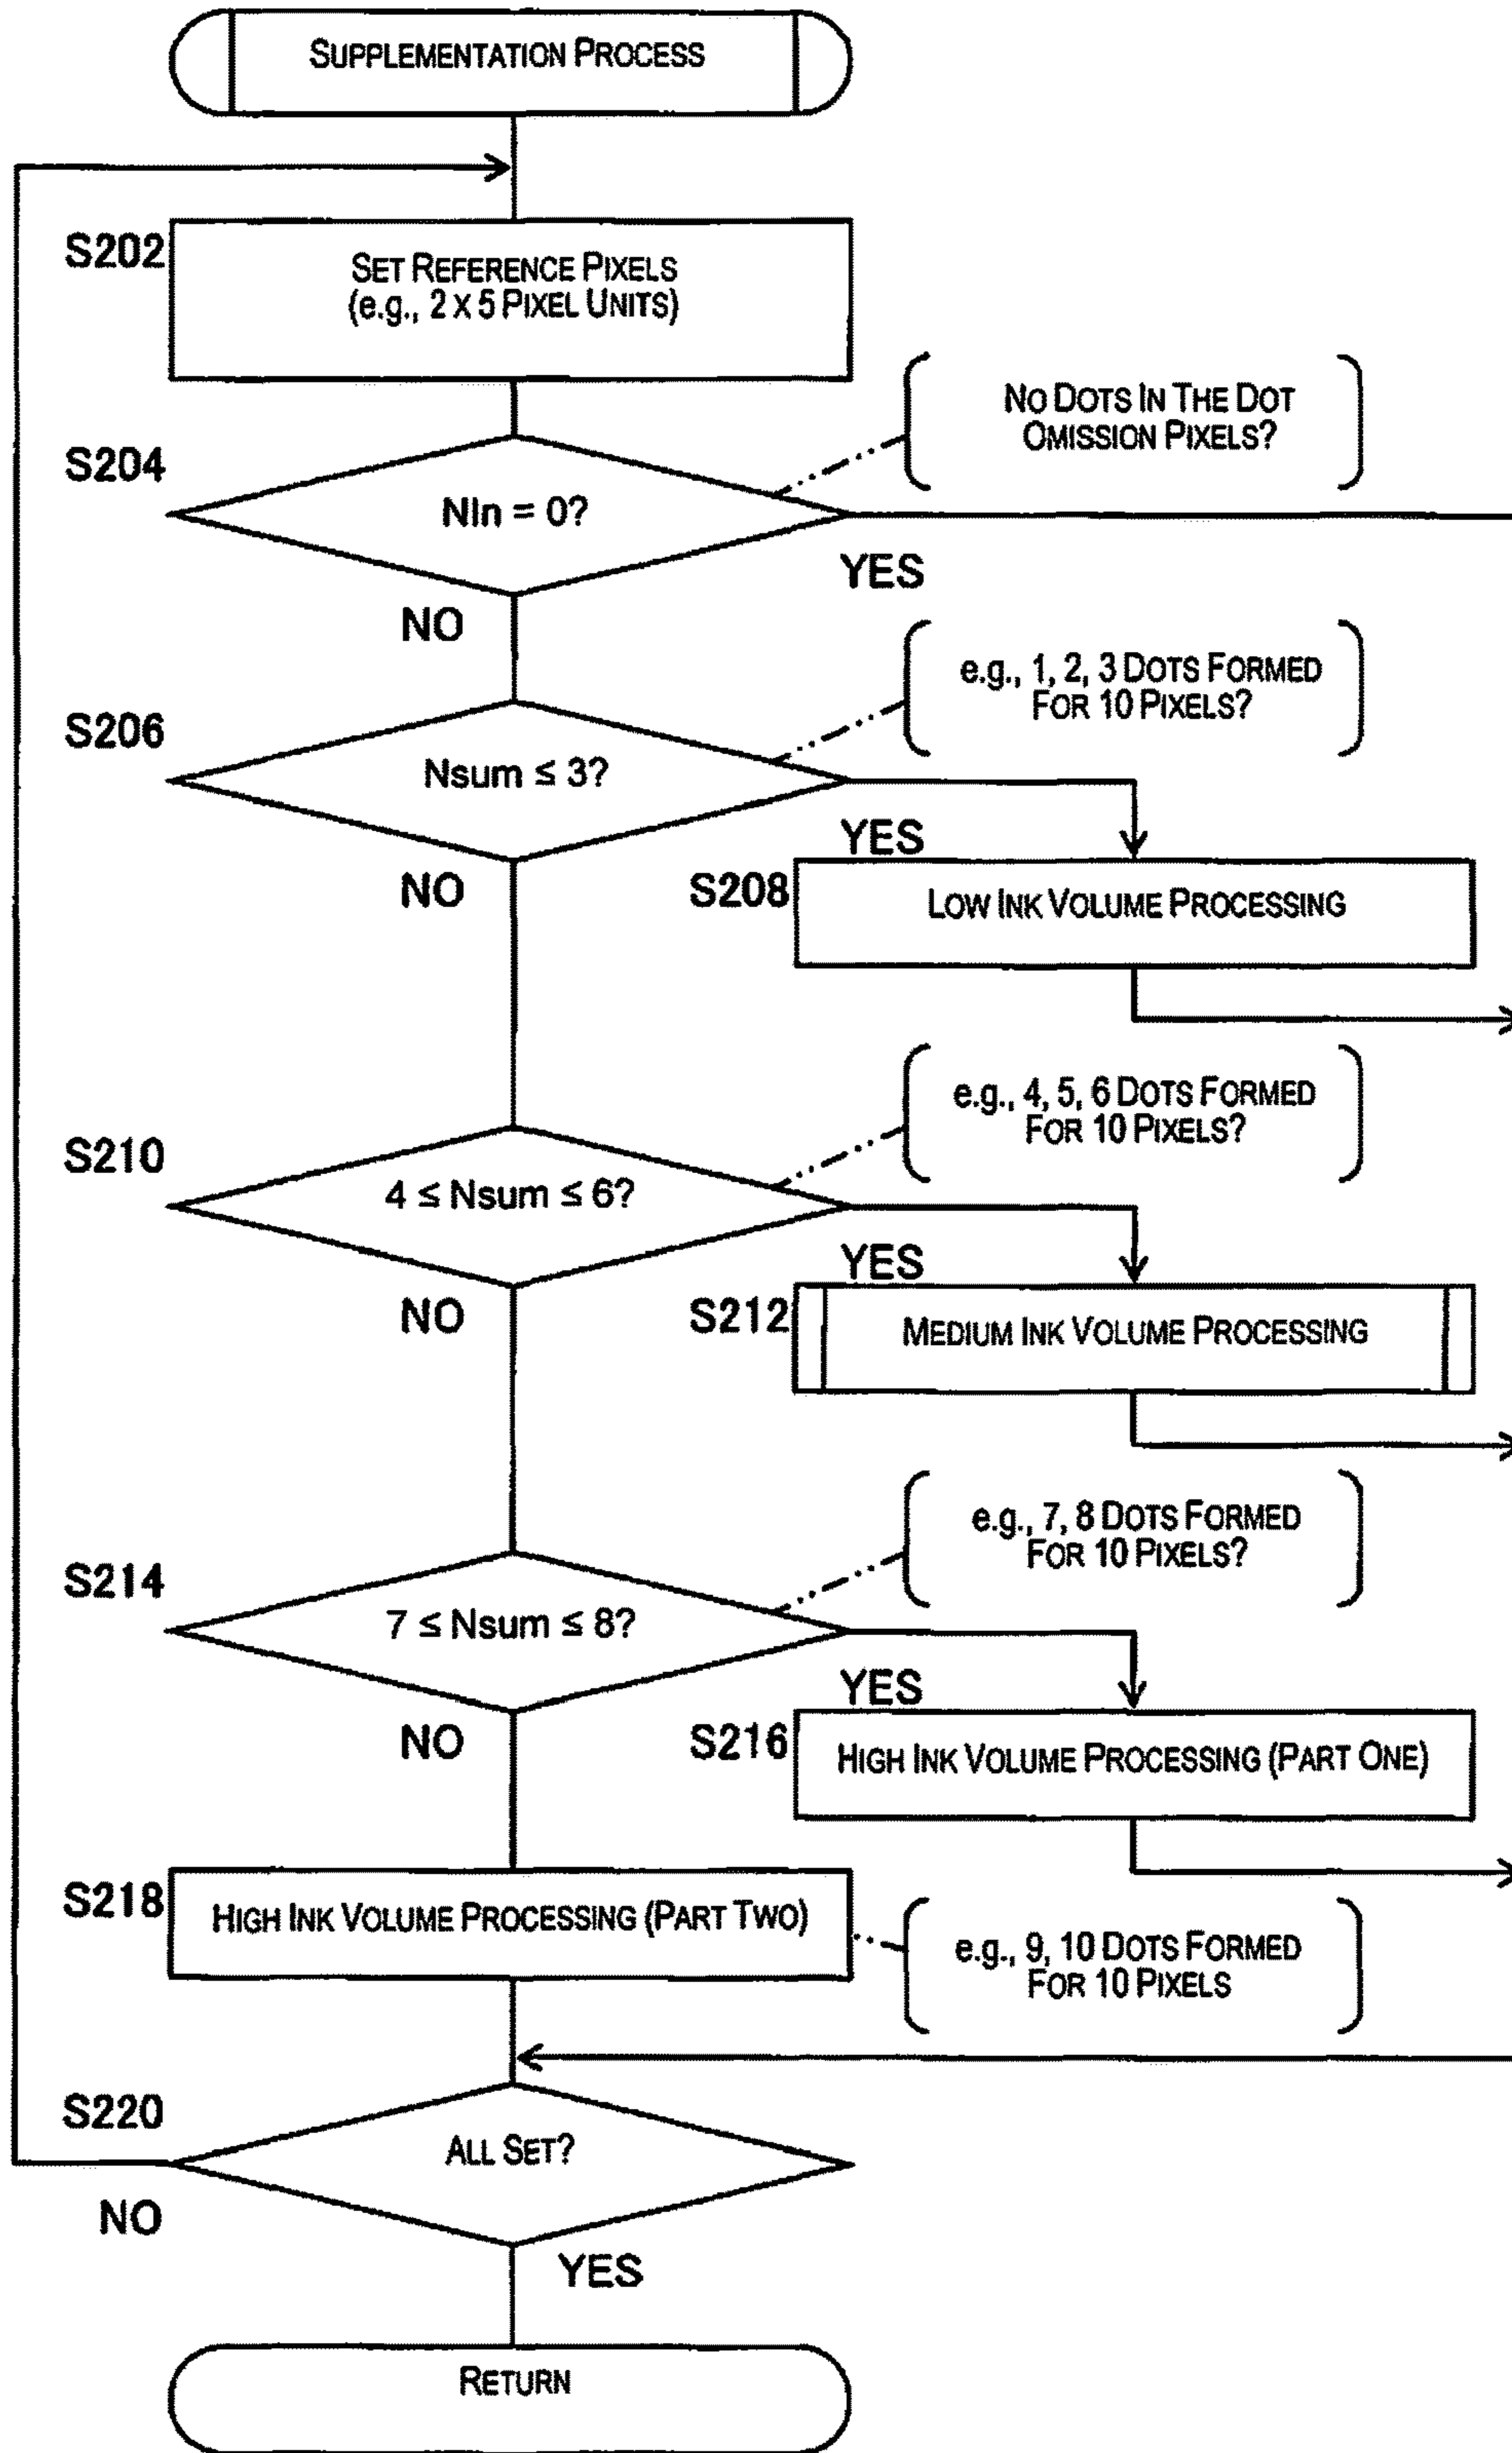 SUPPLEMENTATION PROCESS
S202
SET REFERENCE PIXELS
(e.g., 2 x 5 PIXEL UNITS)
NO DOTS IN THE DOT
OMISSION PIXELS?
S204
Nln = 0?
YES
NO
e.g., 1, 2, 3 DOTS FORMED
FOR 10 PIXELS?
S206
Nsum ≤ 3?
YES
NO
S208
LOW INK VOLUME PROCESSING
e.g., 4, 5, 6 DOTS FORMED
FOR 10 PIXELS?
S210
4 ≤ Nsum ≤ 6?
YES
NO
S212
MEDIUM INK VOLUME PROCESSING
e.g., 7, 8 DOTS FORMED
FOR 10 PIXELS?
S214
7 ≤ Nsum ≤ 8?
YES
NO
S216
HIGH INK VOLUME PROCESSING (PART ONE)
S218
HIGH INK VOLUME PROCESSING (PART TWO)
e.g., 9, 10 DOTS FORMED
FOR 10 PIXELS
S220
ALL SET?
NO
YES
RETURN